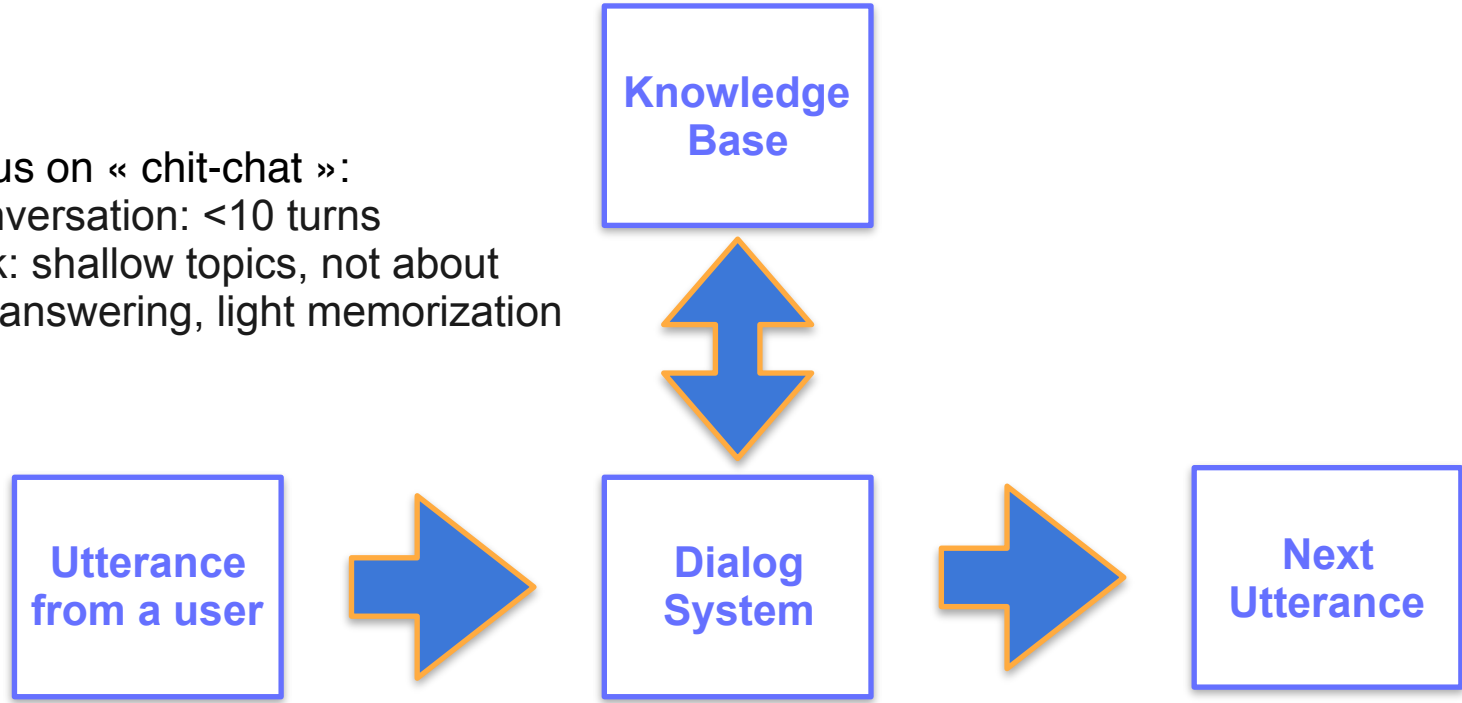 Knowledge
Base
us on « chit-chat »:
nversation: <10 turns
k: shallow topics, not about
answering, light memorization
Utterance
from a user
Dialog
System
Next
Utterance